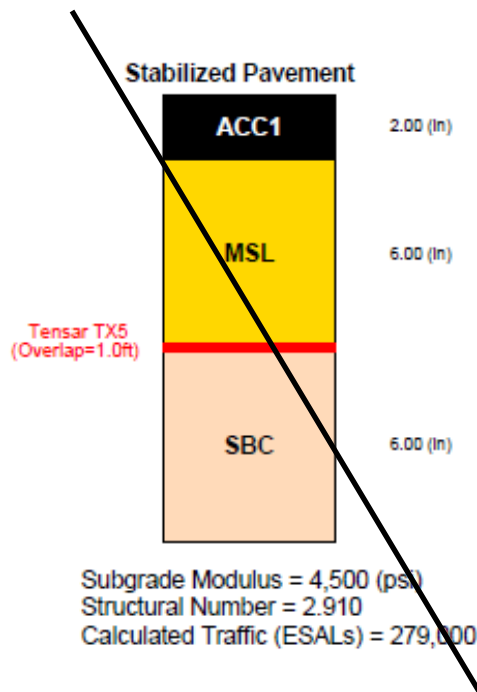 Stabilized Pavement
ACC1
2.00 (in)
MSL
6.00 (in)
Tensar TX5
(Overlap=1.0ft)
SBC
6.00 (in)
Subgrade Modulus = 4,500 (psi)
Structural Number = 2.910
Calculated Traffic (ESALs) = 279,000